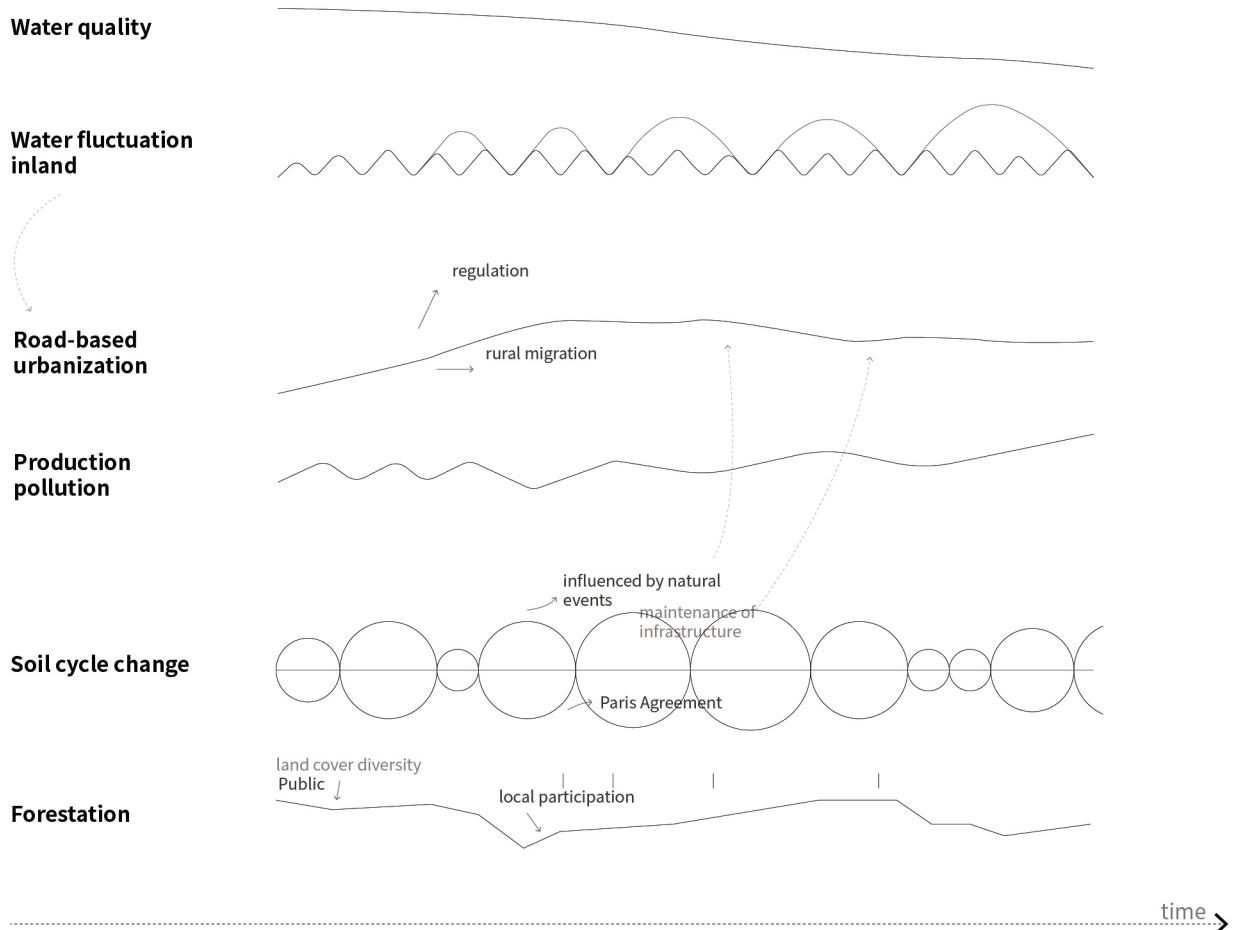 Water quality
Water fluctuation
inland
regulation
Road-based
urbanization
rural migration
Production
pollution
influenced by natural
events
maintenance of
infrastructure
Soil cycle change
Paris Agreement
land cover diversity
Public
local participation
Forestation
time